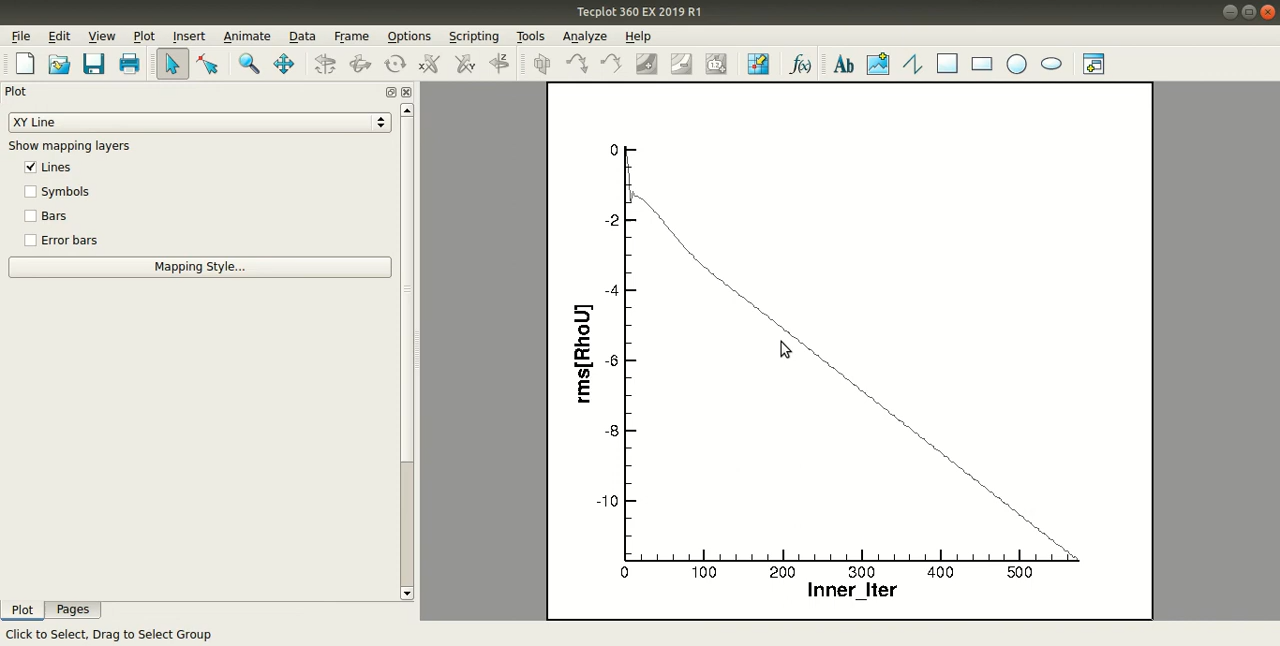 Tecplot 360 EX 2019 R1
File Edit View Plot Insert Animate Data Frame Options Scripting Tools Analyze Help
Plot
XY Line
Show mapping layers
Lines
Symbols
Bars
Error bars
Mapping Style...
Plot Pages
Click to Select, Drag to Select Group
f(x) Ab
0
-2
-4
-6
-8
-10
rms[RhoU]
0 100 200 300 400 500
Inner_Iter